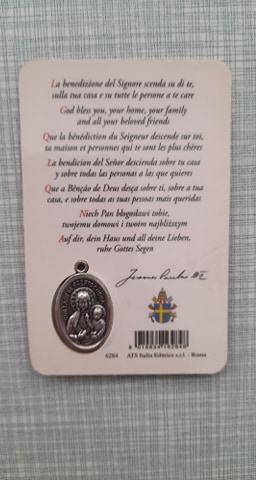 La benedizione del Signore scenda su di te,
sulla tua casa e su tutte le persone a te care
God bless you, your home, your family
and all your beloved friends
Que la bénédiction du Seigneur descende sur toi,
ta maison et personnes qui te sont les plus chères
La bendicion del Señor descienda sobre tu casa
y sobre todas las personas a las que quieres
Que a Bênção de Deus desça sobre ti, sobre a tua
casa, e sobre todas as tuas pessoas mais queridas
Niech Pan błogosławi tobie,
twojemu domowi i twoim najbliższym
Auf dir, dein Haus und all deine Lieben,
ruhe Gottes Segen
6284
ATS Italia Editrice s.r.l. - Roma